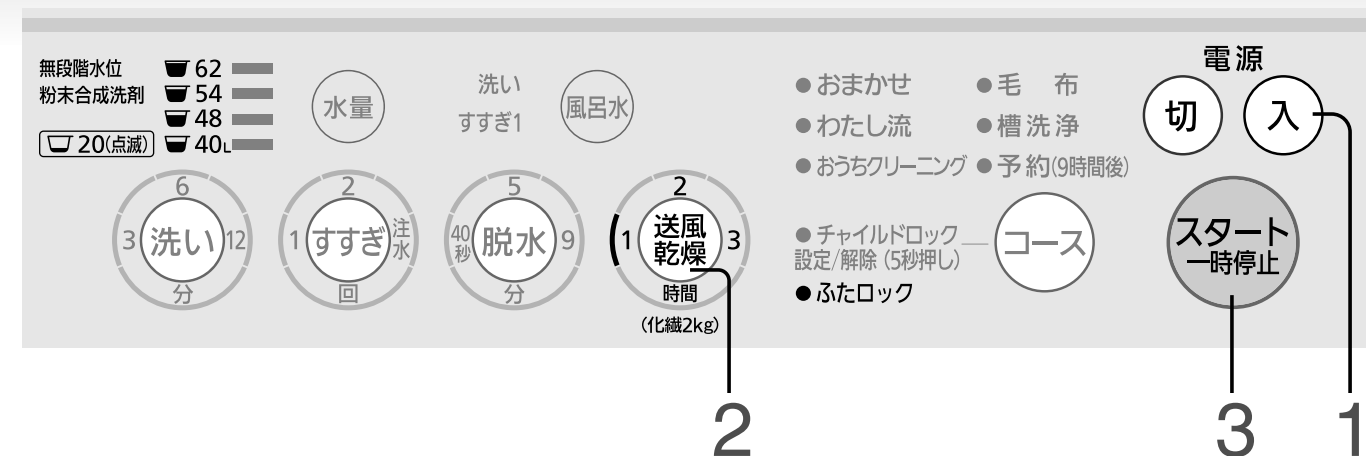 無段階水位
粉末合成洗剤
62
54
48
20(点滅)
40L
水量
洗い
すすぎ1
風呂水
おまかせ
わたし流
おうちクリーニング
毛 布
槽洗浄
予約(9時間後)
電源
切
入
6
3
洗い
12
分
2
1
すすぎ
注水
回
5
40秒
脱水
9
分
2
1
送風
乾燥
3
時間
(化繊2kg)
チャイルドロック
設定/解除(5秒押し)
ふたロック
コース
スタート
一時停止
2
3
1